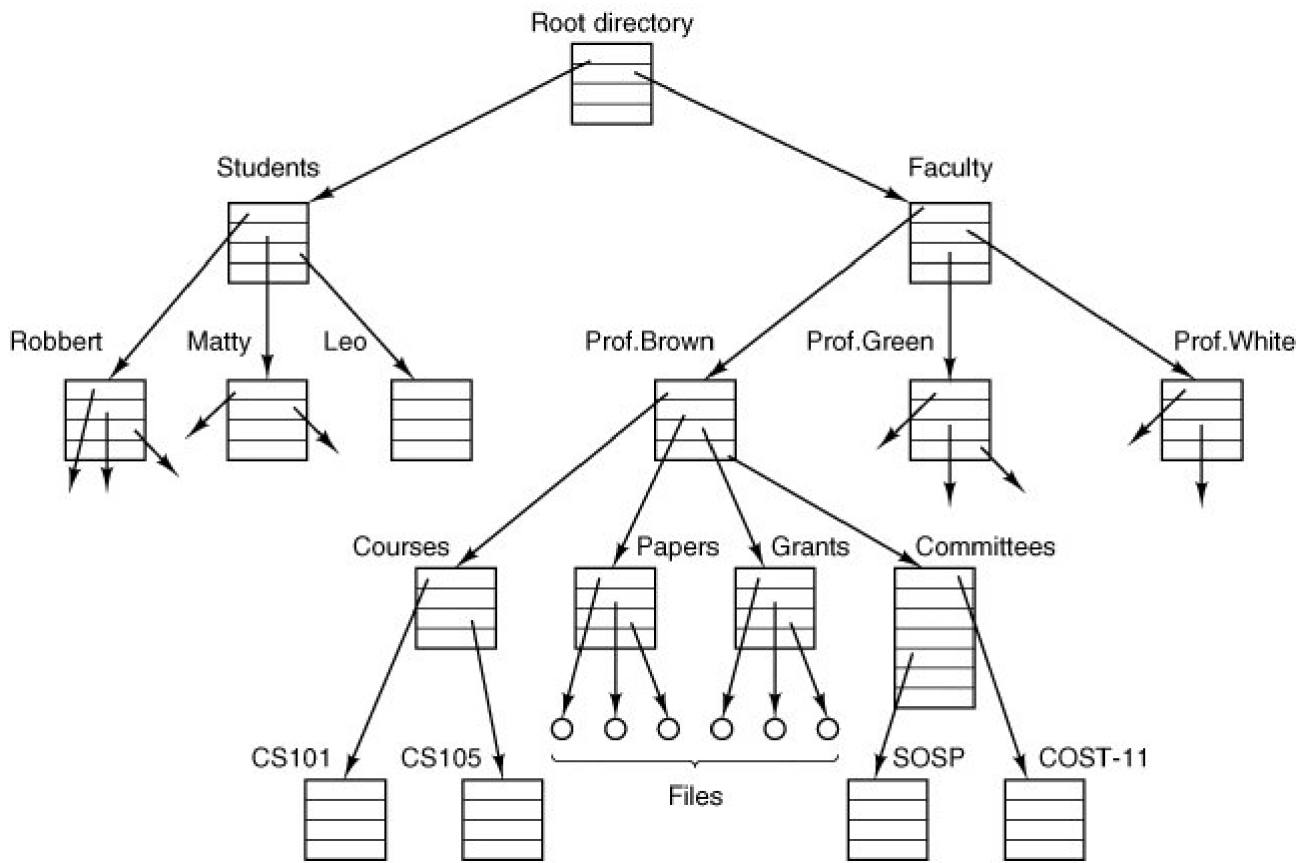 Root directory
Students
Faculty
Robbert
Matty
Leo
Prof.Brown
Prof.Green
Prof.White
Courses
Papers
Grants
Committees
CS101
CS105
SOSP
COST-11
Files